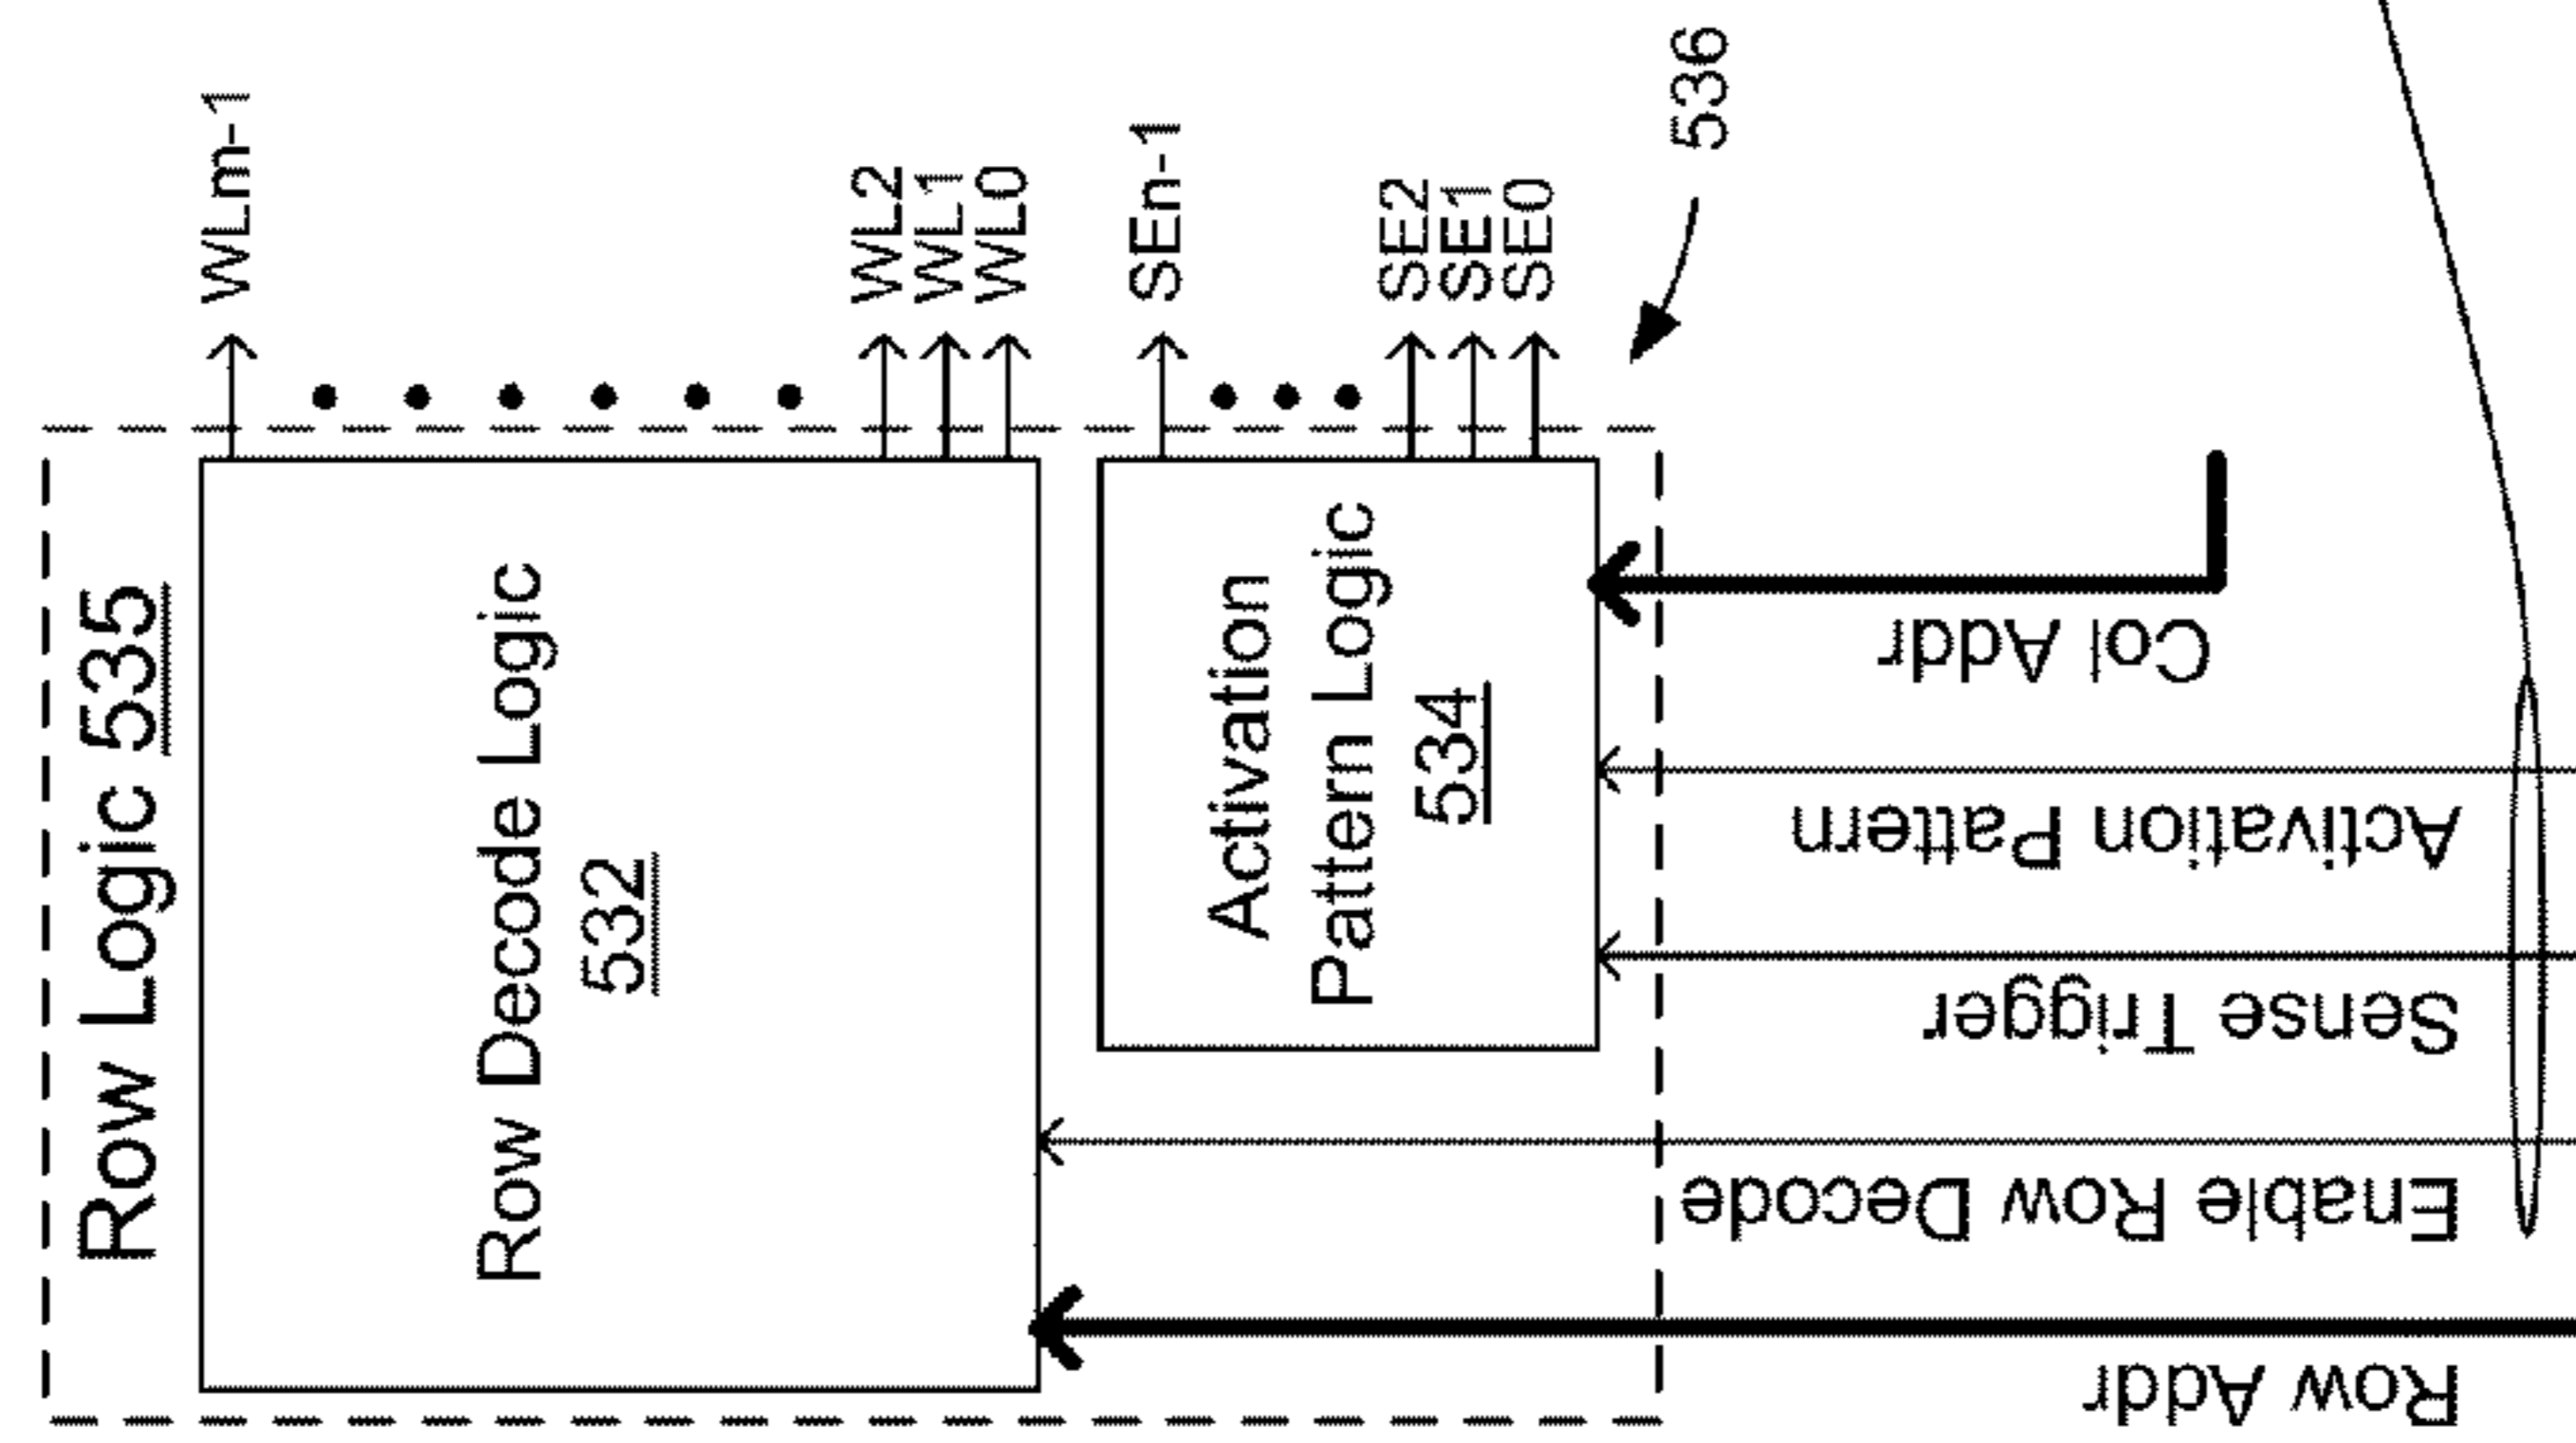 Row Logic 535
Row Decode Logic
532
Activation
Pattern Logic
534
WLm-1
WL2
WL1
WL0
SEn-1
SE2
SE1
SE0
536
Col Addr
Activation Pattern
Sense Trigger
Enable Row Decode
Row Addr